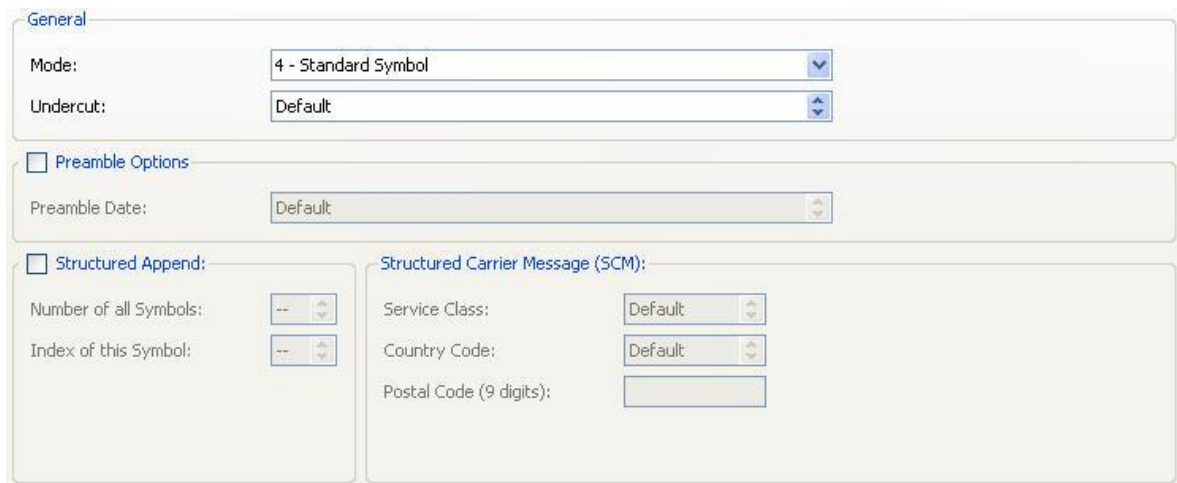 General
Mode: 4 - Standard Symbol
Undercut: Default
Preamble Options
Preamble Date: Default
Structured Append:
Number of all Symbols: --
Index of this Symbol: --
Structured Carrier Message (SCM):
Service Class: Default
Country Code: Default
Postal Code (9 digits):